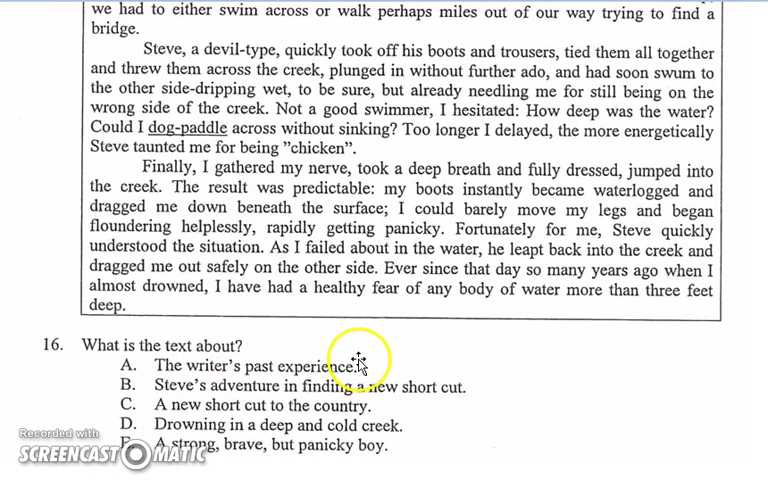 we had to either swim across or walk perhaps miles out of our way trying to find a
bridge.
Steve, a devil-type, quickly took off his boots and trousers, tied them all together
and threw them across the creek, plunged in without further ado, and had soon swum to
the other side-dripping wet, to be sure, but already needling me for still being on the
wrong side of the creek. Not a good swimmer, I hesitated: How deep was the water?
Could I dog-paddle across without sinking? Too longer I delayed, the more energetically
Steve taunted me for being ”chicken”.
Finally, I gathered my nerve, took a deep breath and fully dressed, jumped into
the creek. The result was predictable: my boots instantly became waterlogged and
dragged me down beneath the surface; I could barely move my legs and began
floundering helplessly, rapidly getting panicky. Fortunately for me, Steve quickly
understood the situation. As I failed about in the water, he leapt back into the creek and
dragged me out safely on the other side. Ever since that day so many years ago when I
almost drowned, I have had a healthy fear of any body of water more than three feet
deep.
16. What is the text about?
A. The writer’s past experience.
B. Steve’s adventure in finding a new short cut.
C. A new short cut to the country.
D. Drowning in a deep and cold creek.
E. A strong, brave, but panicky boy.
Recorded with
SCREENCAST O MATIC